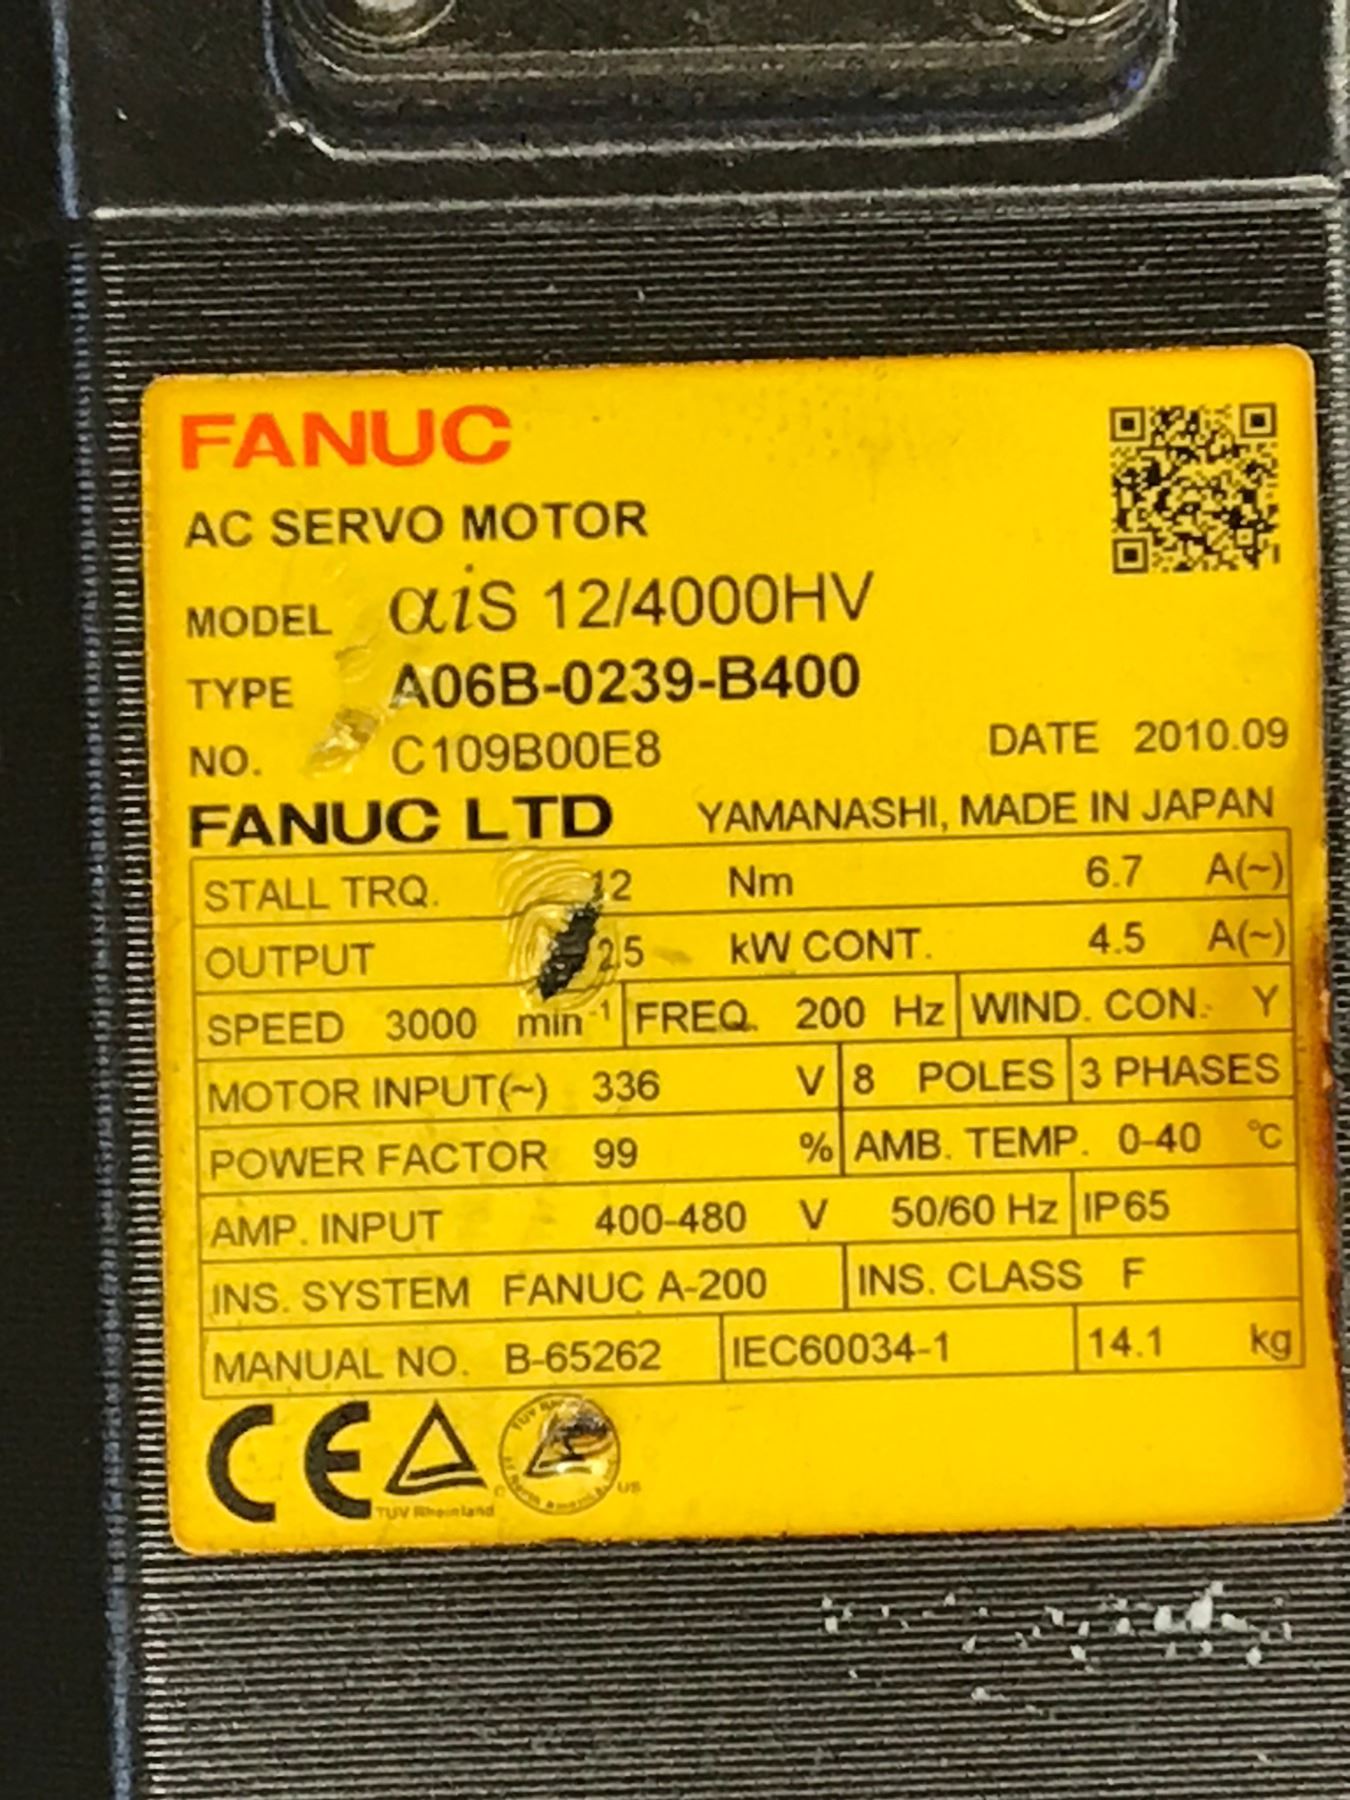 FANUC
AC SERVO MOTOR
MODEL αiS 12/4000HV
TYPE A06B-0239-B400
NO. C109B00E8 DATE 2010.09
FANUC LTD YAMANASHI, MADE IN JAPAN
STALL TRQ. 12 Nm 6.7 A(~)
OUTPUT kW CONT. 4.5 A(~)
SPEED 3000 min-1 FREQ. 200 Hz WIND. CON. Y
MOTOR INPUT(~) 336 V 8 POLES 3 PHASES
POWER FACTOR 99 % AMB. TEMP. 0-40 °C
AMP. INPUT 400-480 V 50/60 Hz IP65
INS. SYSTEM FANUC A-200 INS. CLASS F
MANUAL NO. B-65262 IEC60034-1 14.1 kg
CE TUV Rheinland C US